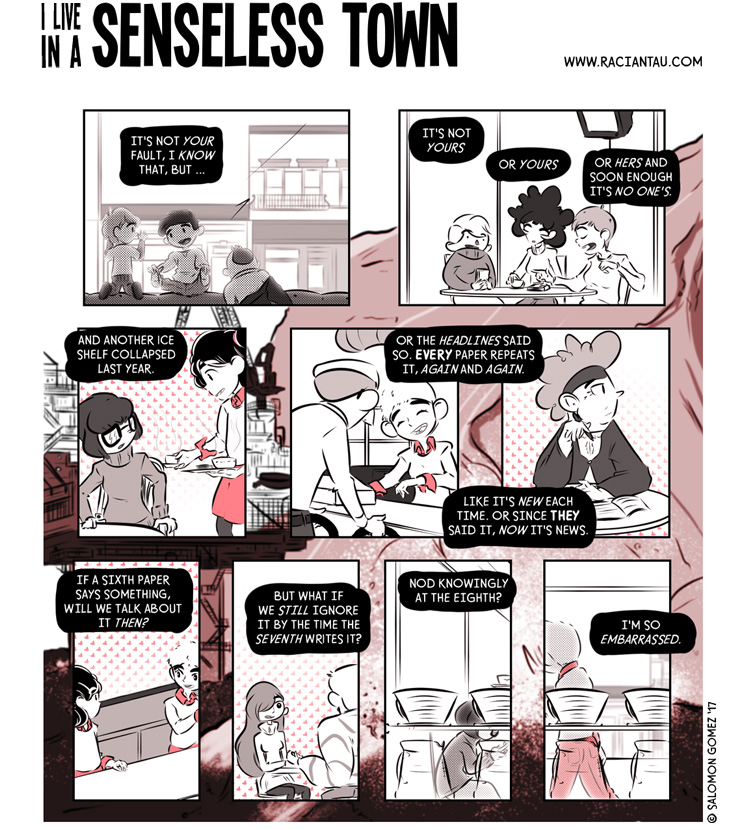 I LIVE
IN A SENSELESS TOWN
WWW.RACIANTAU.COM
IT'S NOT YOUR
FAULT, I KNOW
THAT, BUT ...
IT'S NOT
YOURS
OR YOURS
OR HERS AND
SOON ENOUGH
IT'S NO ONE'S.
AND ANOTHER ICE
SHELF COLLAPSED
LAST YEAR.
OR THE HEADLINES SAID
SO. EVERY PAPER REPEATS
IT, AGAIN AND AGAIN.
LIKE IT'S NEW EACH
TIME. OR SINCE THEY
SAID IT, NOW IT'S NEWS.
IF A SIXTH PAPER
SAYS SOMETHING,
WILL WE TALK ABOUT
IT THEN?
BUT WHAT IF
WE STILL IGNORE
IT BY THE TIME THE
SEVENTH WRITES IT?
NOD KNOWINGLY
AT THE EIGHTH?
I'M SO
EMBARRASSED.
© SALOMON GOMEZ '17